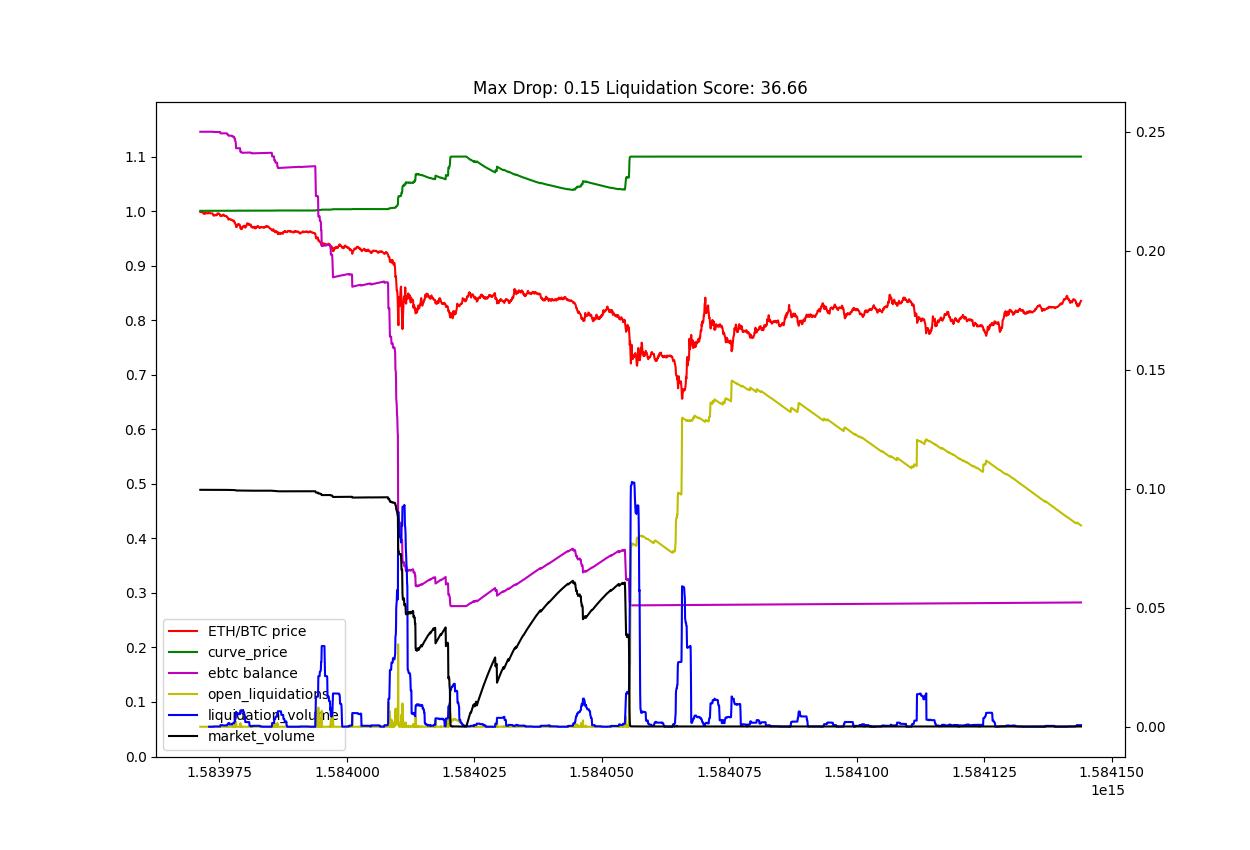 Max Drop: 0.15 Liquidation Score: 36.66
1.1
1.0
0.9
0.8
0.7
0.6
0.5
0.4
0.3
0.2
0.1
0.0
0.25
0.20
0.15
0.10
0.05
0.00
ETH/BTC price
curve_price
ebtc balance
open_liquidations
liquidation_volume
market_volume
1.583975 1.584000 1.584025 1.584050 1.584075 1.584100 1.584125 1.584150
1e15